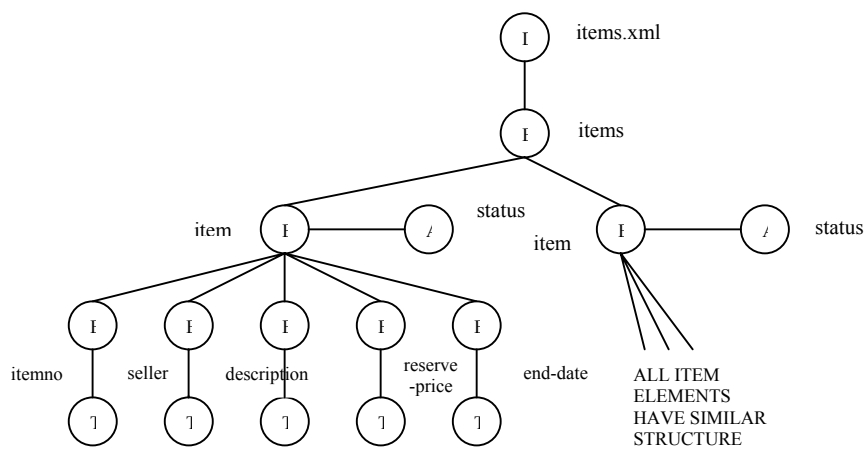 items.xml
items
item
status
item
status
itemno
seller
description
reserve
-price
end-date
ALL ITEM
ELEMENTS
HAVE SIMILAR
STRUCTURE